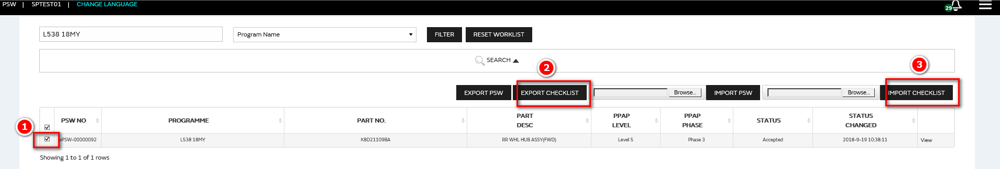 PSW | SPTEST01 | CHANGE LANGUAGE
29
L538 18MY
Program Name
FILTER
RESET WORKLIST
SEARCH
2
3
EXPORT PSW
EXPORT CHECKLIST
Browse...
IMPORT PSW
Browse...
IMPORT CHECKLIST
1
PSW NO
PROGRAMME
PART NO.
PART
DESC
PPAP
LEVEL
PPAP
PHASE
STATUS
STATUS
CHANGED
ePSW-00000092
L538 18MY
K8D21109BA
RR WHL HUB ASSY(FWD)
Level 5
Phase 3
Accepted
2018-9-19 10:38:11
View
Showing 1 to 1 of 1 rows